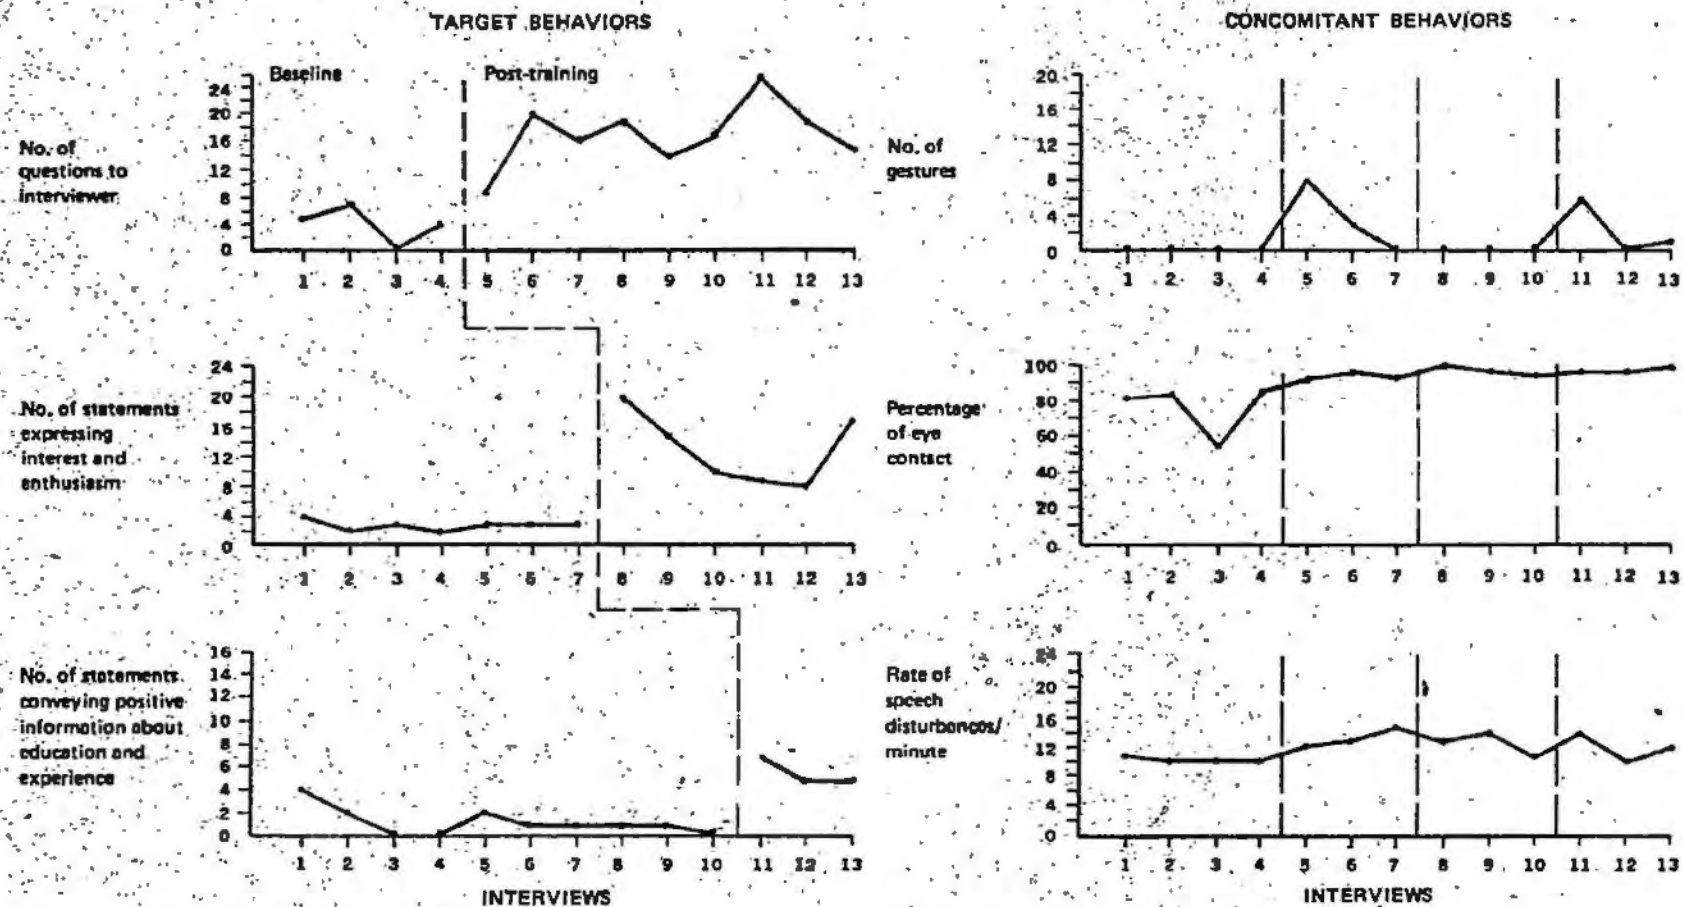 TARGET BEHAVIORS
Baseline
Post-training
No. of
questions to
interviewer
24
20
16
12
8
4
0
1 2 3 4 5 6 7 8 9 10 11 12 13
No. of statements
expressing
interest and
enthusiasm
24
20
16
12
8
4
0
1 2 3 4 5 6 7 8 9 10 11 12 13
No. of statements
conveying positive
information about
education and
experience
16
14
12
10
8
6
4
2
0
1 2 3 4 5 6 7 8 9 10 11 12 13
INTERVIEWS
CONCOMITANT BEHAVIORS
No. of
gestures
20
16
12
8
4
0
1 2 3 4 5 6 7 8 9 10 11 12 13
Percentage
of eye
contact
100
80
60
40
20
0
1 2 3 4 5 6 7 8 9 10 11 12 13
Rate of
speech
disturbances/
minute
24
20
16
12
8
4
0
1 2 3 4 5 6 7 8 9 10 11 12 13
INTERVIEWS